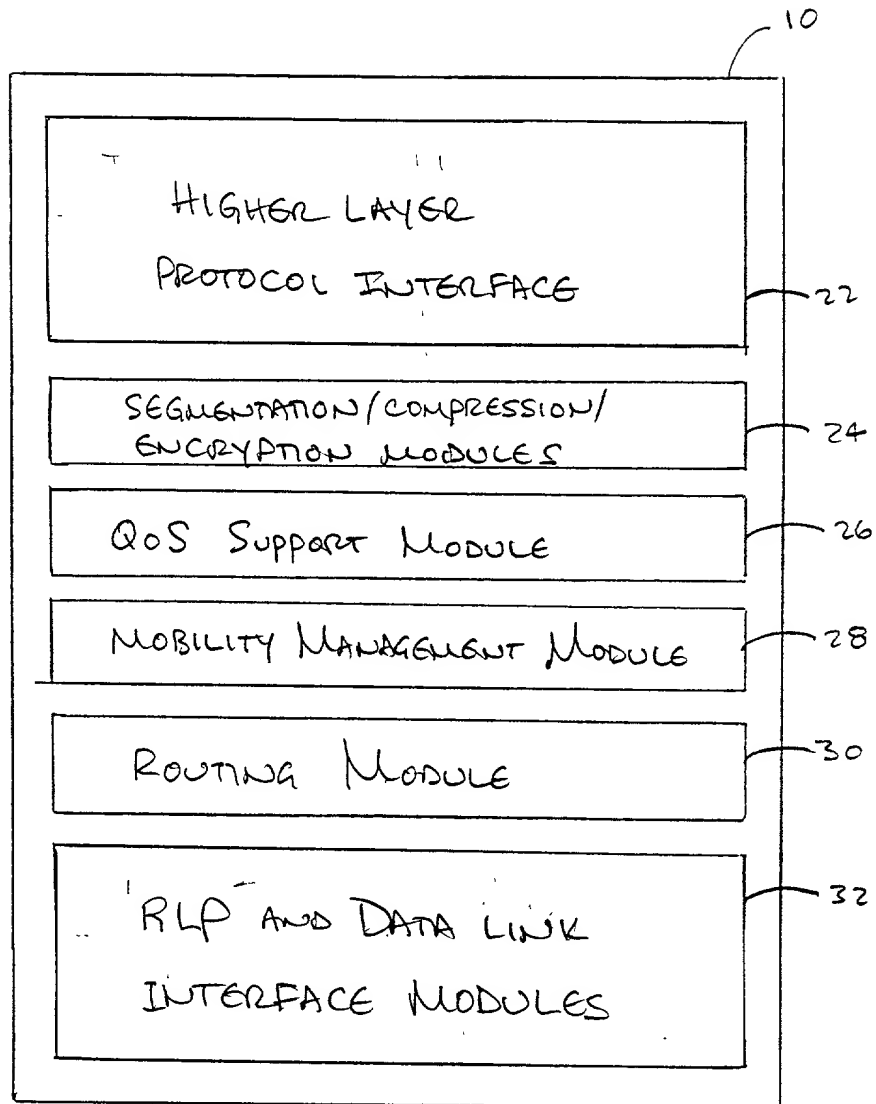 10
HIGHER LAYER
PROTOCOL INTERFACE
22
SEGMENTATION/COMPRESSION/
ENCRYPTION MODULES
24
QoS Support Module
26
MOBILITY MANAGEMENT MODULE
28
ROUTING MODULE
30
RLP AND DATA LINK
INTERFACE MODULES
32